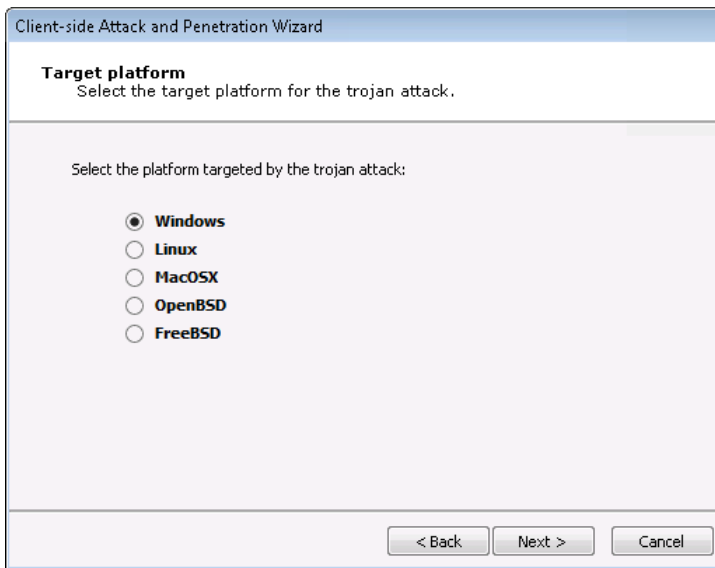 Client-side Attack and Penetration Wizard
Target platform
Select the target platform for the trojan attack.
Select the platform targeted by the trojan attack:
Windows
Linux
MacOSX
OpenBSD
FreeBSD
< Back Next > Cancel